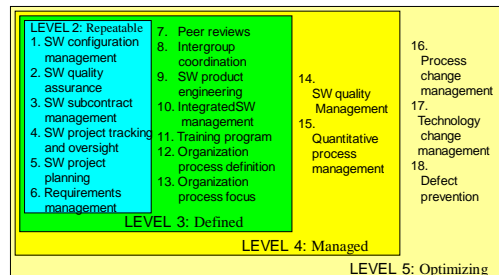 LEVEL 2: Repeatable
1. SW configuration
management
2. SW quality
assurance
3. SW subcontract
management
4. SW project tracking
and oversight
5. SW project
planning
6. Requirements
management
7. Peer reviews
8. Intergroup
coordination
9. SW product
engineering
10. IntegratedSW
management
11. Training program
12. Organization
process definition
13. Organization
process focus
LEVEL 3: Defined
14.
SW quality
Management
15.
Quantitative
process
management
LEVEL 4: Managed
16.
Process
change
management
17.
Technology
change
management
18.
Defect
prevention
LEVEL 5: Optimizing